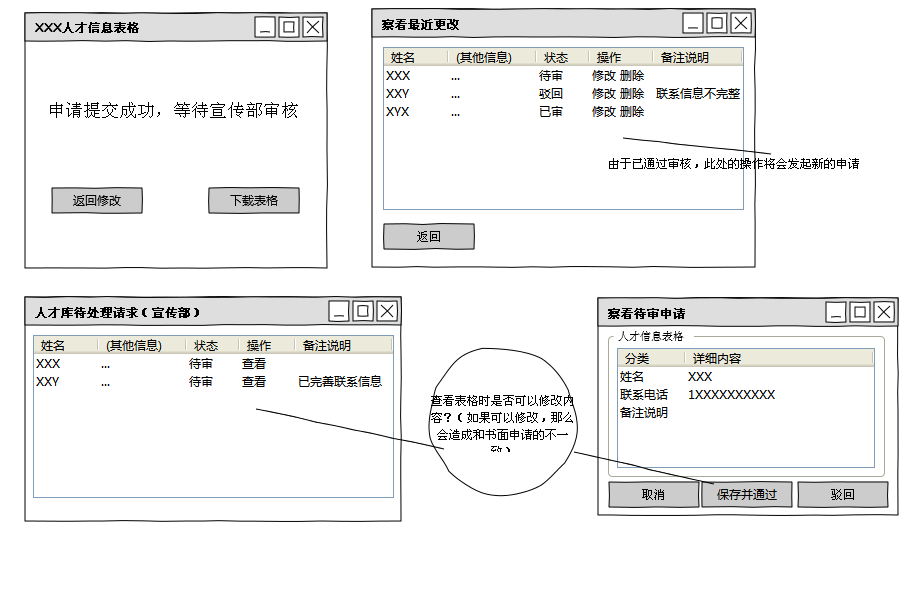 XXX人才信息表格
申请提交成功，等待宣传部审核
返回修改 下载表格
察看最近更改
姓名 (其他信息) 状态 操作 备注说明
XXX ... 待审 修改 删除
XXY ... 驳回 修改 删除 联系信息不完整
XYX ... 已审 修改 删除
由于已通过审核，此处的操作将会发起新的申请
返回
人才库待处理请求（宣传部）
姓名 (其他信息) 状态 操作 备注说明
XXX ... 待审 查看
XXY ... 待审 查看 已完善联系信息
查看表格时是否可以修改内
容？（如果可以修改，那么
会造成和书面申请的不一
致）
察看待审申请
人才信息表格
分类 详细内容
姓名 XXX
联系电话 1XXXXXXXXXX
备注说明
取消 保存并通过 驳回